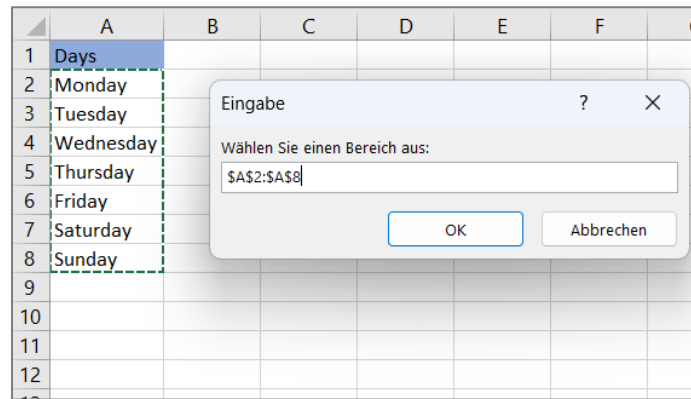 A B C D E F
1 Days
2 Monday
3 Tuesday
4 Wednesday
5 Thursday
6 Friday
7 Saturday
8 Sunday
9
10
11
12
Eingabe ?
Wählen Sie einen Bereich aus:
$A$2:$A$8
OK Abbrechen